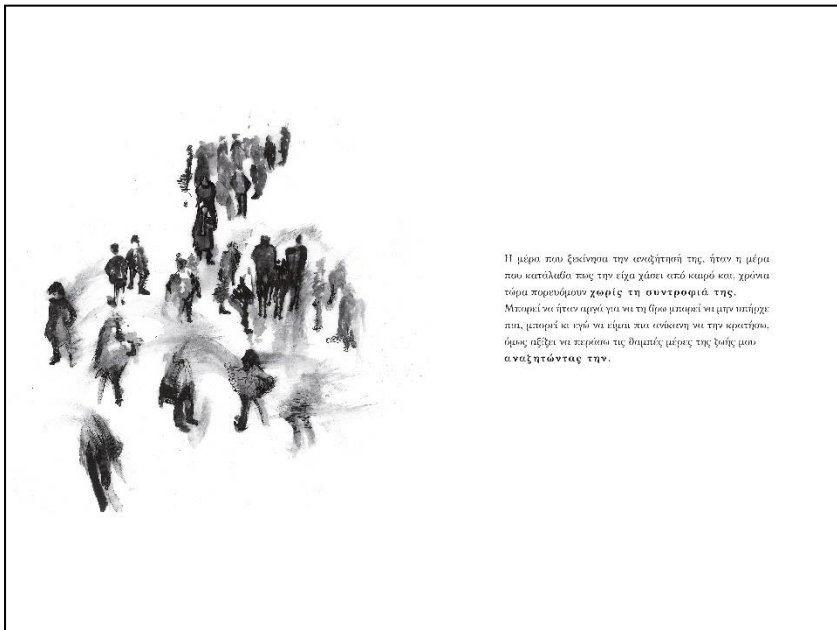 Η μέρα που ξεκίνησα την αναζήτησή της, ήταν η μέρα
που κατάλαβα πως την είχα χάσει από καιρό και, χρόνια
τώρα πορευόμουν χωρίς τη συντροφιά της.
Μπορεί να ήταν αργά για να τη βρω μπορεί να μην υπήρχε
πια, μπορεί κι εγώ να είμαι πια ανίκανη να την κρατήσω,
όμως αξίζει να περάσω τις θαμπές μέρες της ζωής μου
αναζητώντας την.